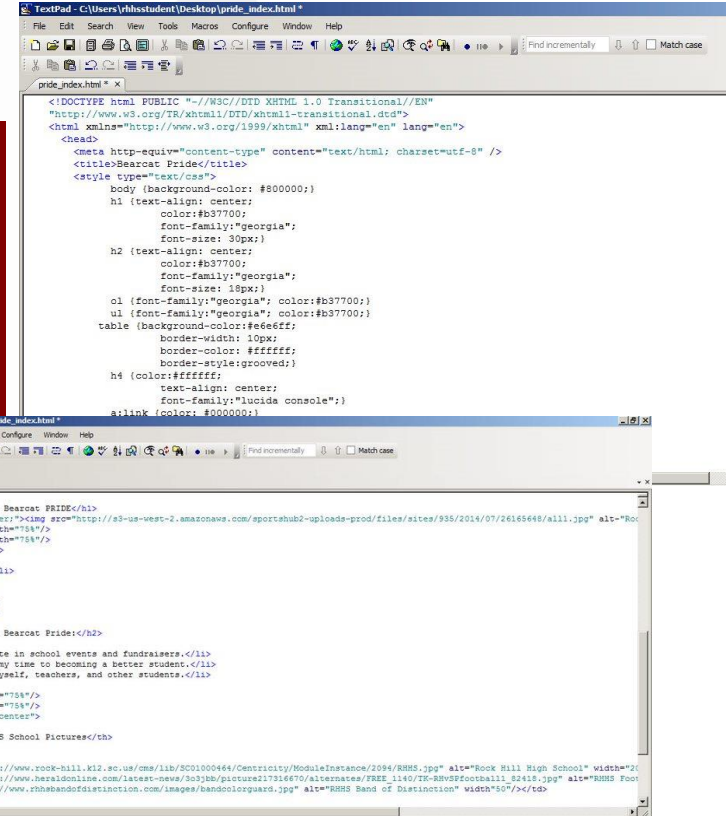 TextPad - C:\Users\rhhsstudent\Desktop\pride_index.html *
File Edit Search View Tools Macros Configure Window Help
Find incrementally Match case
pride_index.html *
<!DOCTYPE html PUBLIC "-//W3C//DTD XHTML 1.0 Transitional//EN"
"http://www.w3.org/TR/xhtml1/DTD/xhtml1-transitional.dtd">
<html xmlns="http://www.w3.org/1999/xhtml" xml:lang="en" lang="en">
<head>
<meta http-equiv="content-type" content="text/html; charset=utf-8" />
<title>Bearcat Pride</title>
<style type="text/css">
body {background-color: #800000;}
h1 {text-align: center;
color:#b37700;
font-family:"georgia";
font-size: 30px;}
h2 {text-align: center;
color:#b37700;
font-family:"georgia";
font-size: 18px;}
ol {font-family:"georgia"; color:#b37700;}
ul {font-family:"georgia"; color:#b37700;}
table {background-color:#e6e6ff;
border-width: 10px;
border-color: #ffffff;
border-style:grooved;}
h4 {color:#ffffff;
text-align: center;
font-family:"lucida console";}
a:link {color: #000000;}
ide_index.html *
Configure Window Help
Find incrementally Match case
Bearcat PRIDE</h1>
er;"><img src="http://s3-us-west-2.amazonaws.com/sportshub2-uploads-prod/files/sites/935/2014/07/26165648/all1.jpg" alt="Roc
th="75%"/>
th="75%"/>
>
li>
Bearcat Pride:</h2>
te in school events and fundraisers.</li>
my time to becoming a better student.</li>
yself, teachers, and other students.</li>
="75%"/>
="75%"/>
center">
S School Pictures</th>
://www.rock-hill.k12.sc.us/cms/lib/SC01000464/Centricity/ModuleInstance/2094/RHHS.jpg" alt="Rock Hill High School" width="20
://www.heraldonline.com/latest-news/3o3jbb/picture217316670/alternates/FREE_1140/TK-RHvSPfootball1_82418.jpg" alt="RHHS Foot
//www.rhhsbandofdistinction.com/images/bandcolorguard.jpg" alt="RHHS Band of Distinction" width"50"/></td>